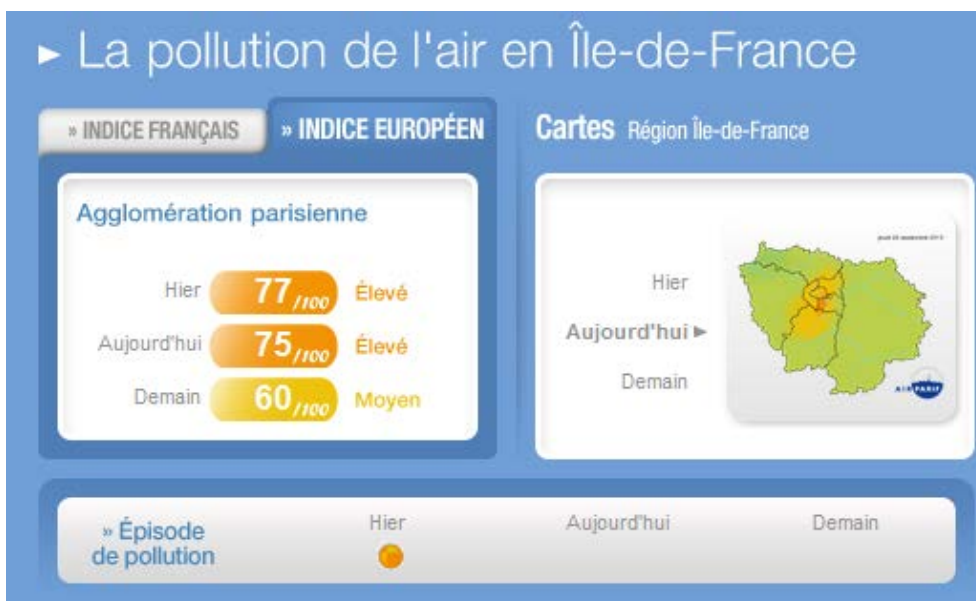 ► La pollution de l'air en Île-de-France
» INDICE FRANÇAIS
» INDICE EUROPÉEN
Agglomération parisienne
Hier 77/100 Élevé
Aujourd'hui 75/100 Élevé
Demain 60/100 Moyen
Cartes Région Île-de-France
Hier
Aujourd'hui ►
Demain
AIRPARIF
» Épisode
de pollution
Hier
Aujourd'hui
Demain